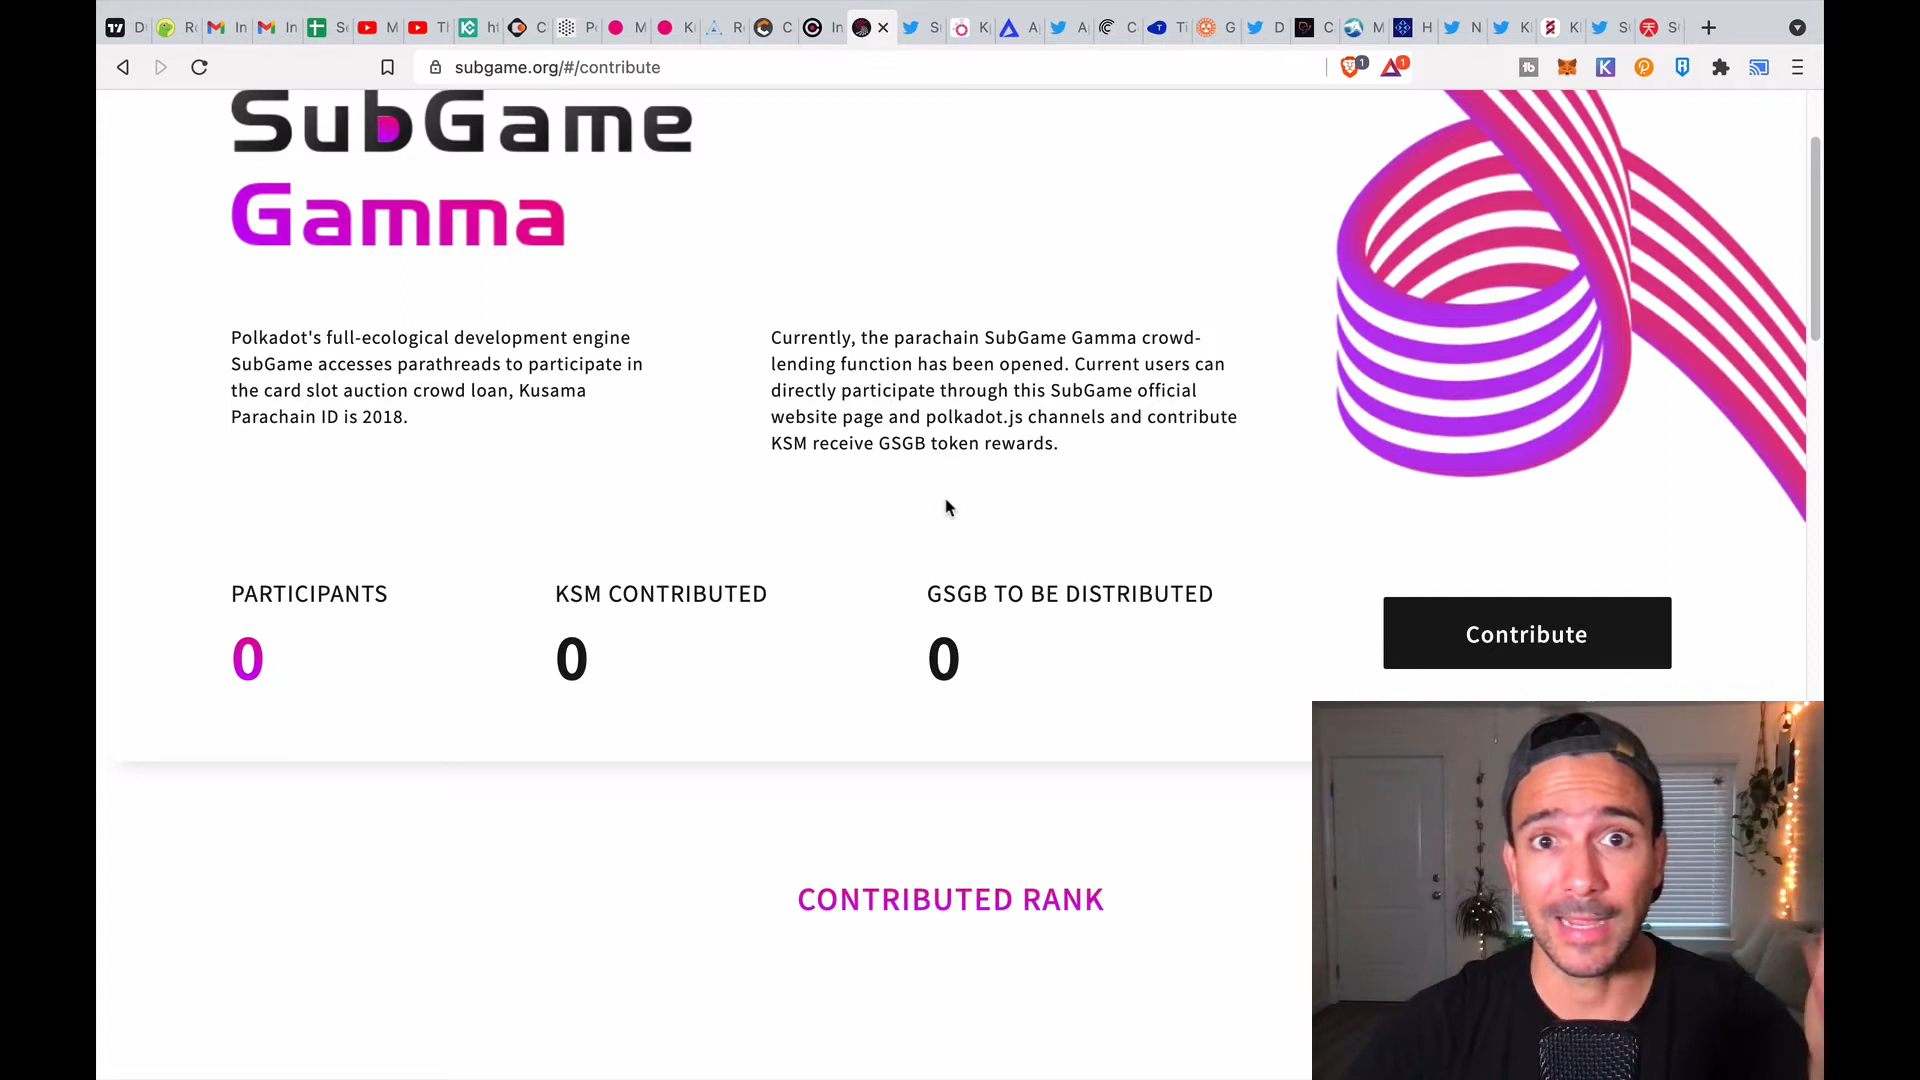 subgame.org/#/contribute
SubGame
Gamma
Polkadot's full-ecological development engine
SubGame accesses parathreads to participate in
the card slot auction crowd loan, Kusama
Parachain ID is 2018.
Currently, the parachain SubGame Gamma crowd-
lending function has been opened. Current users can
directly participate through this SubGame official
website page and polkadot.js channels and contribute
KSM receive GSGB token rewards.
PARTICIPANTS
0
KSM CONTRIBUTED
0
GSGB TO BE DISTRIBUTED
0
Contribute
CONTRIBUTED RANK